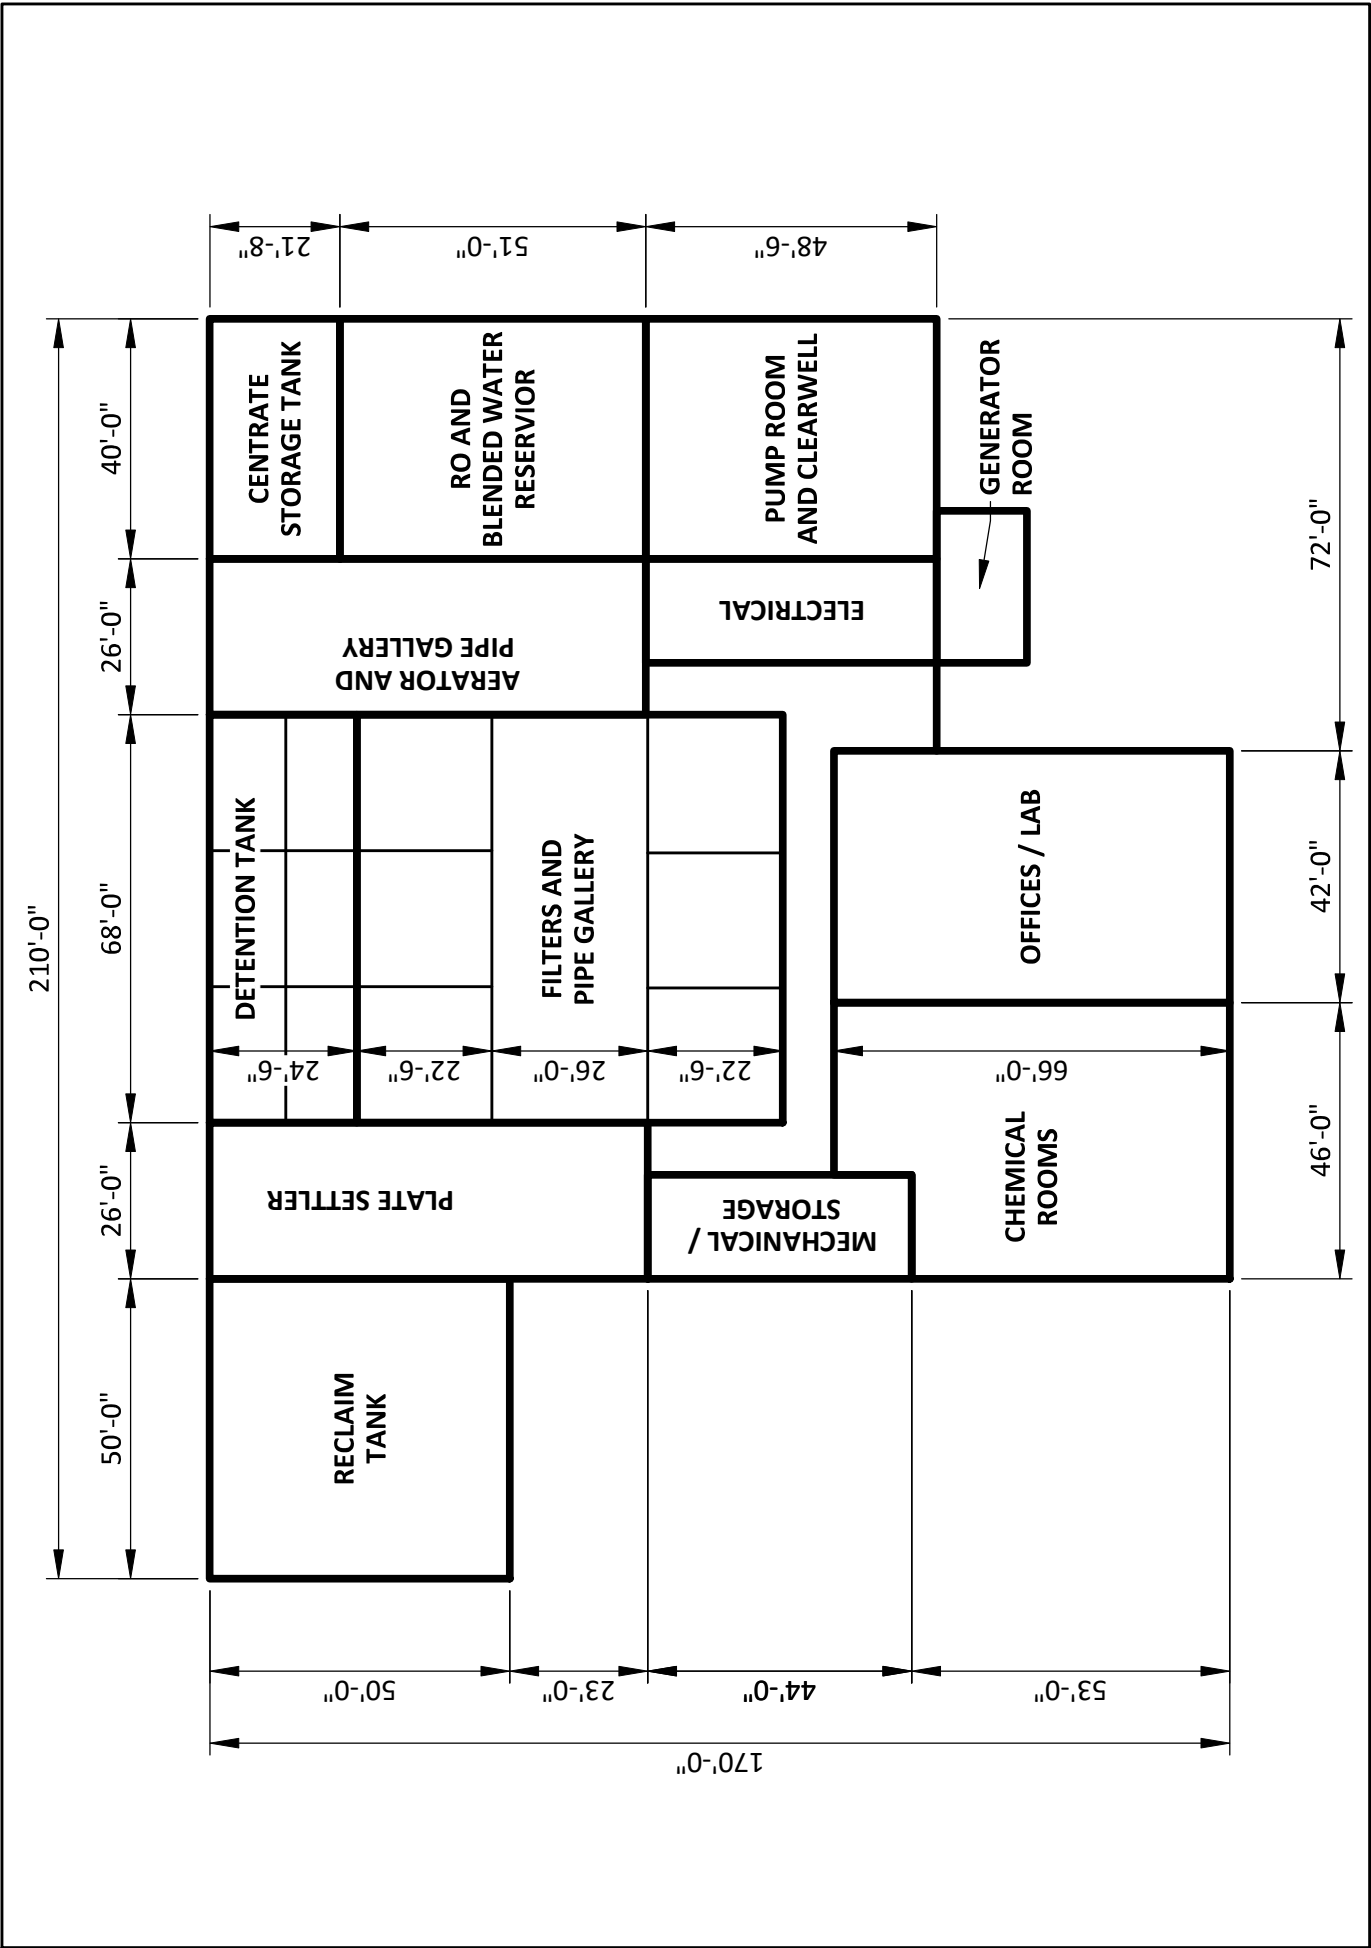 210'-0"
50'-0"
26'-0"
68'-0"
26'-0"
40'-0"
50'-0"
23'-0"
44'-0"
53'-0"
170'-0"
RECLAIM
TANK
PLATE SETTLER
DETENTION TANK
24'-6"
22'-6"
26'-0"
22'-6"
FILTERS AND
PIPE GALLERY
AERATOR AND
PIPE GALLERY
CENTRATE
STORAGE TANK
RO AND
BLENDED WATER
RESERVIOR
PUMP ROOM
AND CLEARWELL
21'-8"
51'-0"
48'-6"
ELECTRICAL
GENERATOR
ROOM
MECHANICAL /
STORAGE
CHEMICAL
ROOMS
66'-0"
OFFICES / LAB
46'-0"
42'-0"
72'-0"